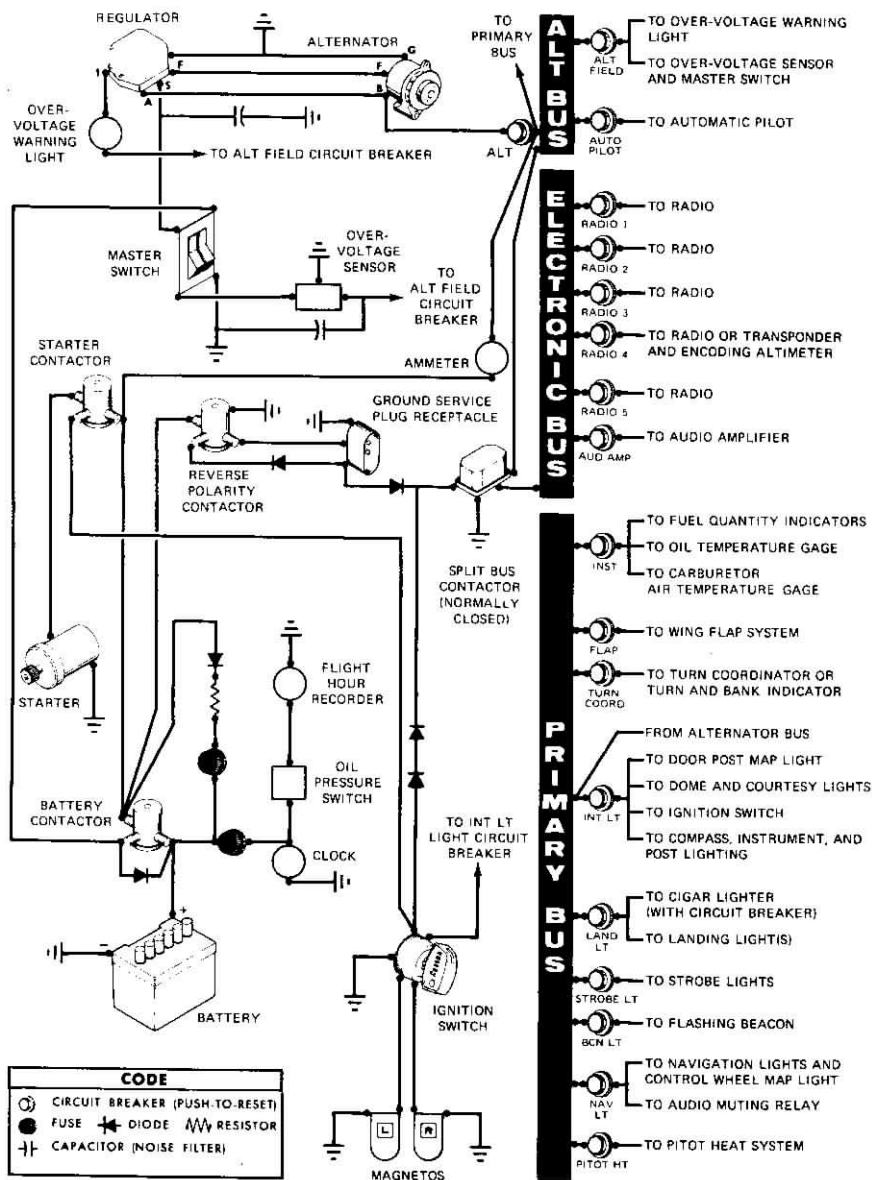 REGULATOR
ALTERNATOR
G
F
F
1
S
A
B
OVER-
VOLTAGE
WARNING
LIGHT
TO ALT FIELD CIRCUIT BREAKER
TO
PRIMARY
BUS
ALT
MASTER
SWITCH
OVER-
VOLTAGE
SENSOR
TO
ALT FIELD
CIRCUIT
BREAKER
STARTER
CONTACTOR
AMMETER
GROUND SERVICE
PLUG RECEPTACLE
REVERSE
POLARITY
CONTACTOR
SPLIT BUS
CONTACTOR
(NORMALLY
CLOSED)
STARTER
FLIGHT
HOUR
RECORDER
OIL
PRESSURE
SWITCH
BATTERY
CONTACTOR
CLOCK
TO INT LT
LIGHT CIRCUIT
BREAKER
+
-
BATTERY
IGNITION
SWITCH
L
R
MAGNETOS
CODE
CIRCUIT BREAKER (PUSH-TO-RESET)
FUSE DIODE RESISTOR
CAPACITOR (NOISE FILTER)
ALT BUS
ALT
FIELD
TO OVER-VOLTAGE WARNING
LIGHT
TO OVER-VOLTAGE SENSOR
AND MASTER SWITCH
AUTO
PILOT
TO AUTOMATIC PILOT
ELECTRONIC BUS
RADIO 1
TO RADIO
RADIO 2
TO RADIO
RADIO 3
TO RADIO
RADIO 4
TO RADIO OR TRANSPONDER
AND ENCODING ALTIMETER
RADIO 5
TO RADIO
AUD AMP
TO AUDIO AMPLIFIER
PRIMARY BUS
INST
TO FUEL QUANTITY INDICATORS
TO OIL TEMPERATURE GAGE
TO CARBURETOR
AIR TEMPERATURE GAGE
FLAP
TO WING FLAP SYSTEM
TURN
COORD
TO TURN COORDINATOR OR
TURN AND BANK INDICATOR
FROM ALTERNATOR BUS
INT LT
TO DOOR POST MAP LIGHT
TO DOME AND COURTESY LIGHTS
TO IGNITION SWITCH
TO COMPASS, INSTRUMENT, AND
POST LIGHTING
LAND
LT
TO CIGAR LIGHTER
(WITH CIRCUIT BREAKER)
TO LANDING LIGHT(S)
STROBE LT
TO STROBE LIGHTS
BCN LT
TO FLASHING BEACON
NAV
LT
TO NAVIGATION LIGHTS AND
CONTROL WHEEL MAP LIGHT
TO AUDIO MUTING RELAY
PITOT HT
TO PITOT HEAT SYSTEM